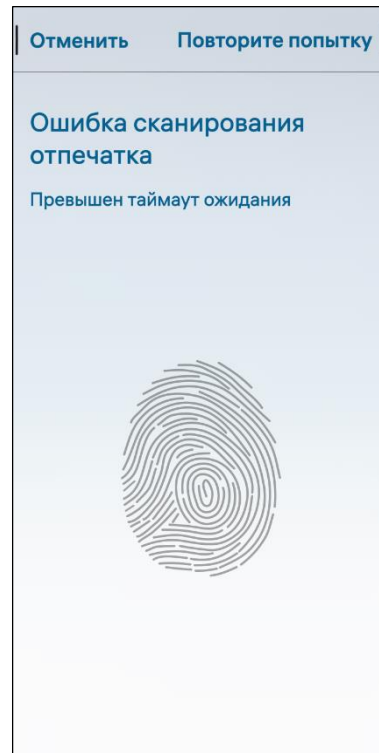 Отменить Повторите попытку
Ошибка сканирования
отпечатка
Превышен таймаут ожидания